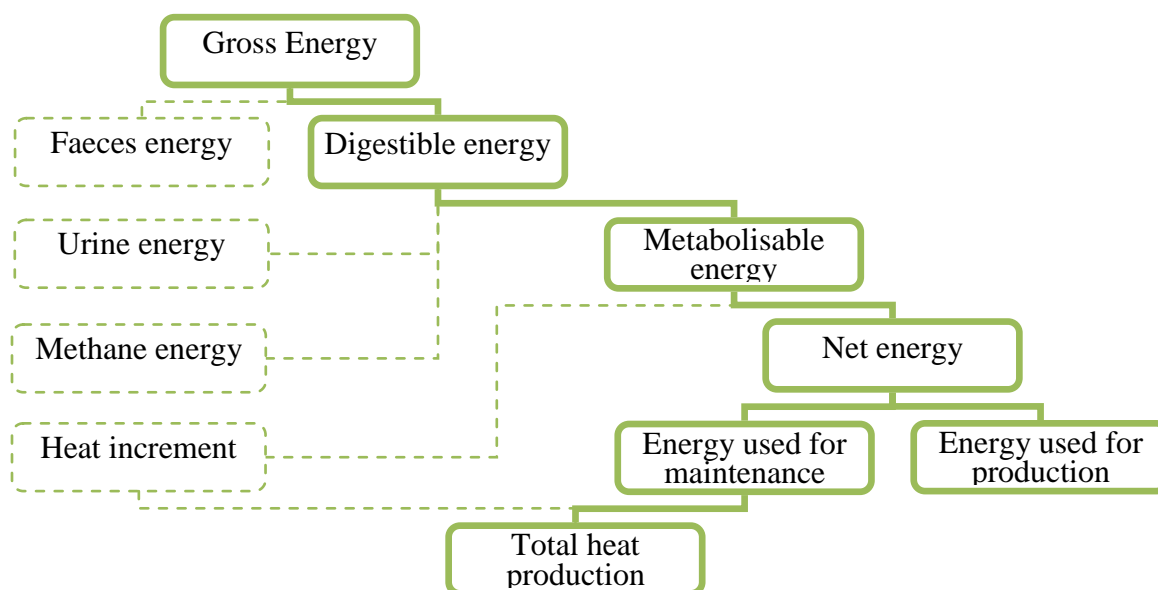 Gross Energy
Faeces energy
Digestible energy
Urine energy
Metabolisable
energy
Methane energy
Net energy
Heat increment
Energy used for
maintenance
Energy used for
production
Total heat
production